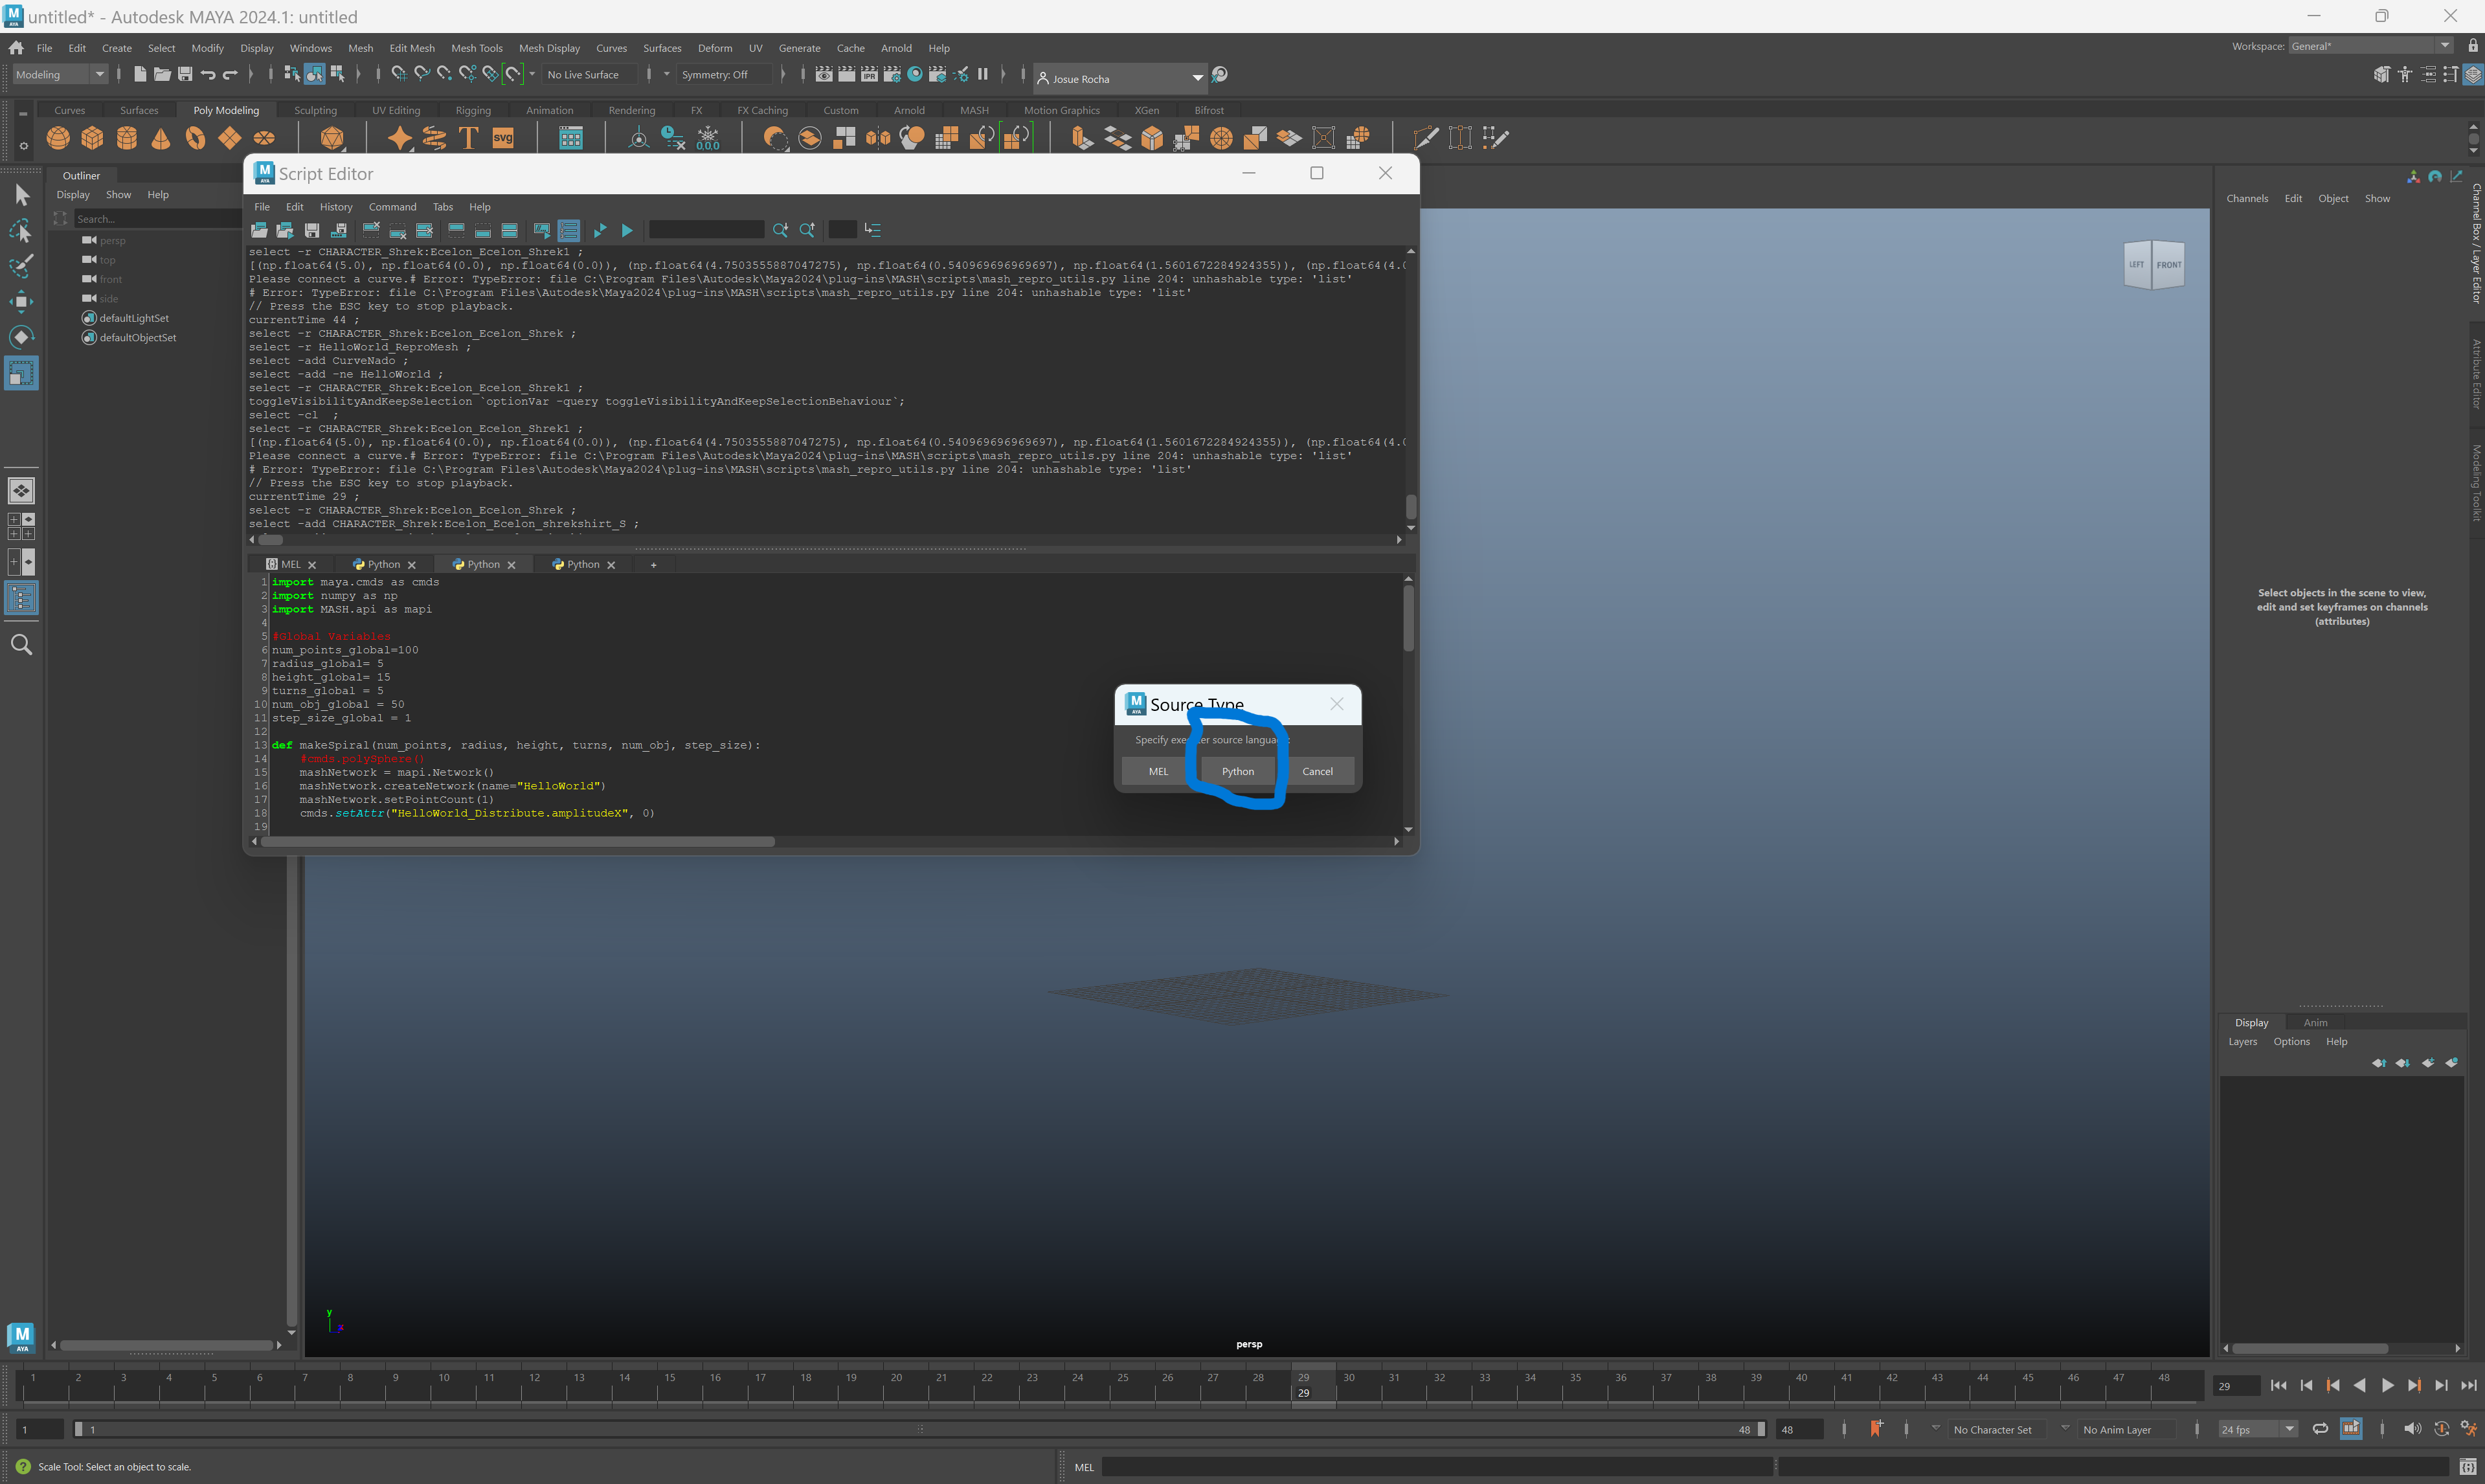 untitled* - Autodesk MAYA 2024.1: untitled
File Edit Create Select Modify Display Windows Mesh Edit Mesh Mesh Tools Mesh Display Curves Surfaces Deform UV Generate Cache Arnold Help
Workspace: General*
Modeling
No Live Surface
Symmetry: Off
IPR
Josue Rocha
Curves Surfaces Poly Modeling Sculpting UV Editing Rigging Animation Rendering FX FX Caching Custom Arnold MASH Motion Graphics XGen Bifrost
svg
0,0,0
Outliner
Display Show Help
Search...
persp
top
front
side
defaultLightSet
defaultObjectSet
Script Editor
File Edit History Command Tabs Help
select -r CHARACTER_Shrek:Ecelon_Ecelon_Shrek1 ;
[(np.float64(5.0), np.float64(0.0), np.float64(0.0)), (np.float64(4.7503555887047275), np.float64(0.540969696969697), np.float64(1.5601672284924355)), (np.float64(4.0
Please connect a curve.# Error: TypeError: file C:\Program Files\Autodesk\Maya2024\plug-ins\MASH\scripts\mash_repro_utils.py line 204: unhashable type: 'list'
# Error: TypeError: file C:\Program Files\Autodesk\Maya2024\plug-ins\MASH\scripts\mash_repro_utils.py line 204: unhashable type: 'list'
// Press the ESC key to stop playback.
currentTime 44 ;
select -r CHARACTER_Shrek:Ecelon_Ecelon_Shrek ;
select -r HelloWorld_ReproMesh ;
select -add CurveNado ;
select -add -ne HelloWorld ;
select -r CHARACTER_Shrek:Ecelon_Ecelon_Shrek1 ;
toggleVisibilityAndKeepSelection `optionVar -query toggleVisibilityAndKeepSelectionBehaviour`;
select -cl  ;
select -r CHARACTER_Shrek:Ecelon_Ecelon_Shrek1 ;
[(np.float64(5.0), np.float64(0.0), np.float64(0.0)), (np.float64(4.7503555887047275), np.float64(0.540969696969697), np.float64(1.5601672284924355)), (np.float64(4.0
Please connect a curve.# Error: TypeError: file C:\Program Files\Autodesk\Maya2024\plug-ins\MASH\scripts\mash_repro_utils.py line 204: unhashable type: 'list'
# Error: TypeError: file C:\Program Files\Autodesk\Maya2024\plug-ins\MASH\scripts\mash_repro_utils.py line 204: unhashable type: 'list'
// Press the ESC key to stop playback.
currentTime 29 ;
select -r CHARACTER_Shrek:Ecelon_Ecelon_Shrek ;
select -add CHARACTER_Shrek:Ecelon_Ecelon_shrekshirt_S ;
MEL Python Python Python +
1 import maya.cmds as cmds
2 import numpy as np
3 import MASH.api as mapi
4
5 #Global Variables
6 num_points_global=100
7 radius_global= 5
8 height_global= 15
9 turns_global = 5
10 num_obj_global = 50
11 step_size_global = 1
12
13 def makeSpiral(num_points, radius, height, turns, num_obj, step_size):
14     #cmds.polySphere()
15     mashNetwork = mapi.Network()
16     mashNetwork.createNetwork(name="HelloWorld")
17     mashNetwork.setPointCount(1)
18     cmds.setAttr("HelloWorld_Distribute.amplitudeX", 0)
19
Source Type
Specify source
MEL Python Cancel
LEFT FRONT
Channels Edit Object Show
Channel Box / Layer Editor
Attribute Editor
Modeling Toolkit
Select objects in the scene to view,
edit and set keyframes on channels
(attributes)
Display Anim
Layers Options Help
y
persp
M
AYA
1 2 3 4 5 6 7 8 9 10 11 12 13 14 15 16 17 18 19 20 21 22 23 24 25 26 27 28 29 30 31 32 33 34 35 36 37 38 39 40 41 42 43 44 45 46 47 48
29
29
1 1 48 48
No Character Set
No Anim Layer
24 fps
Scale Tool: Select an object to scale.
MEL